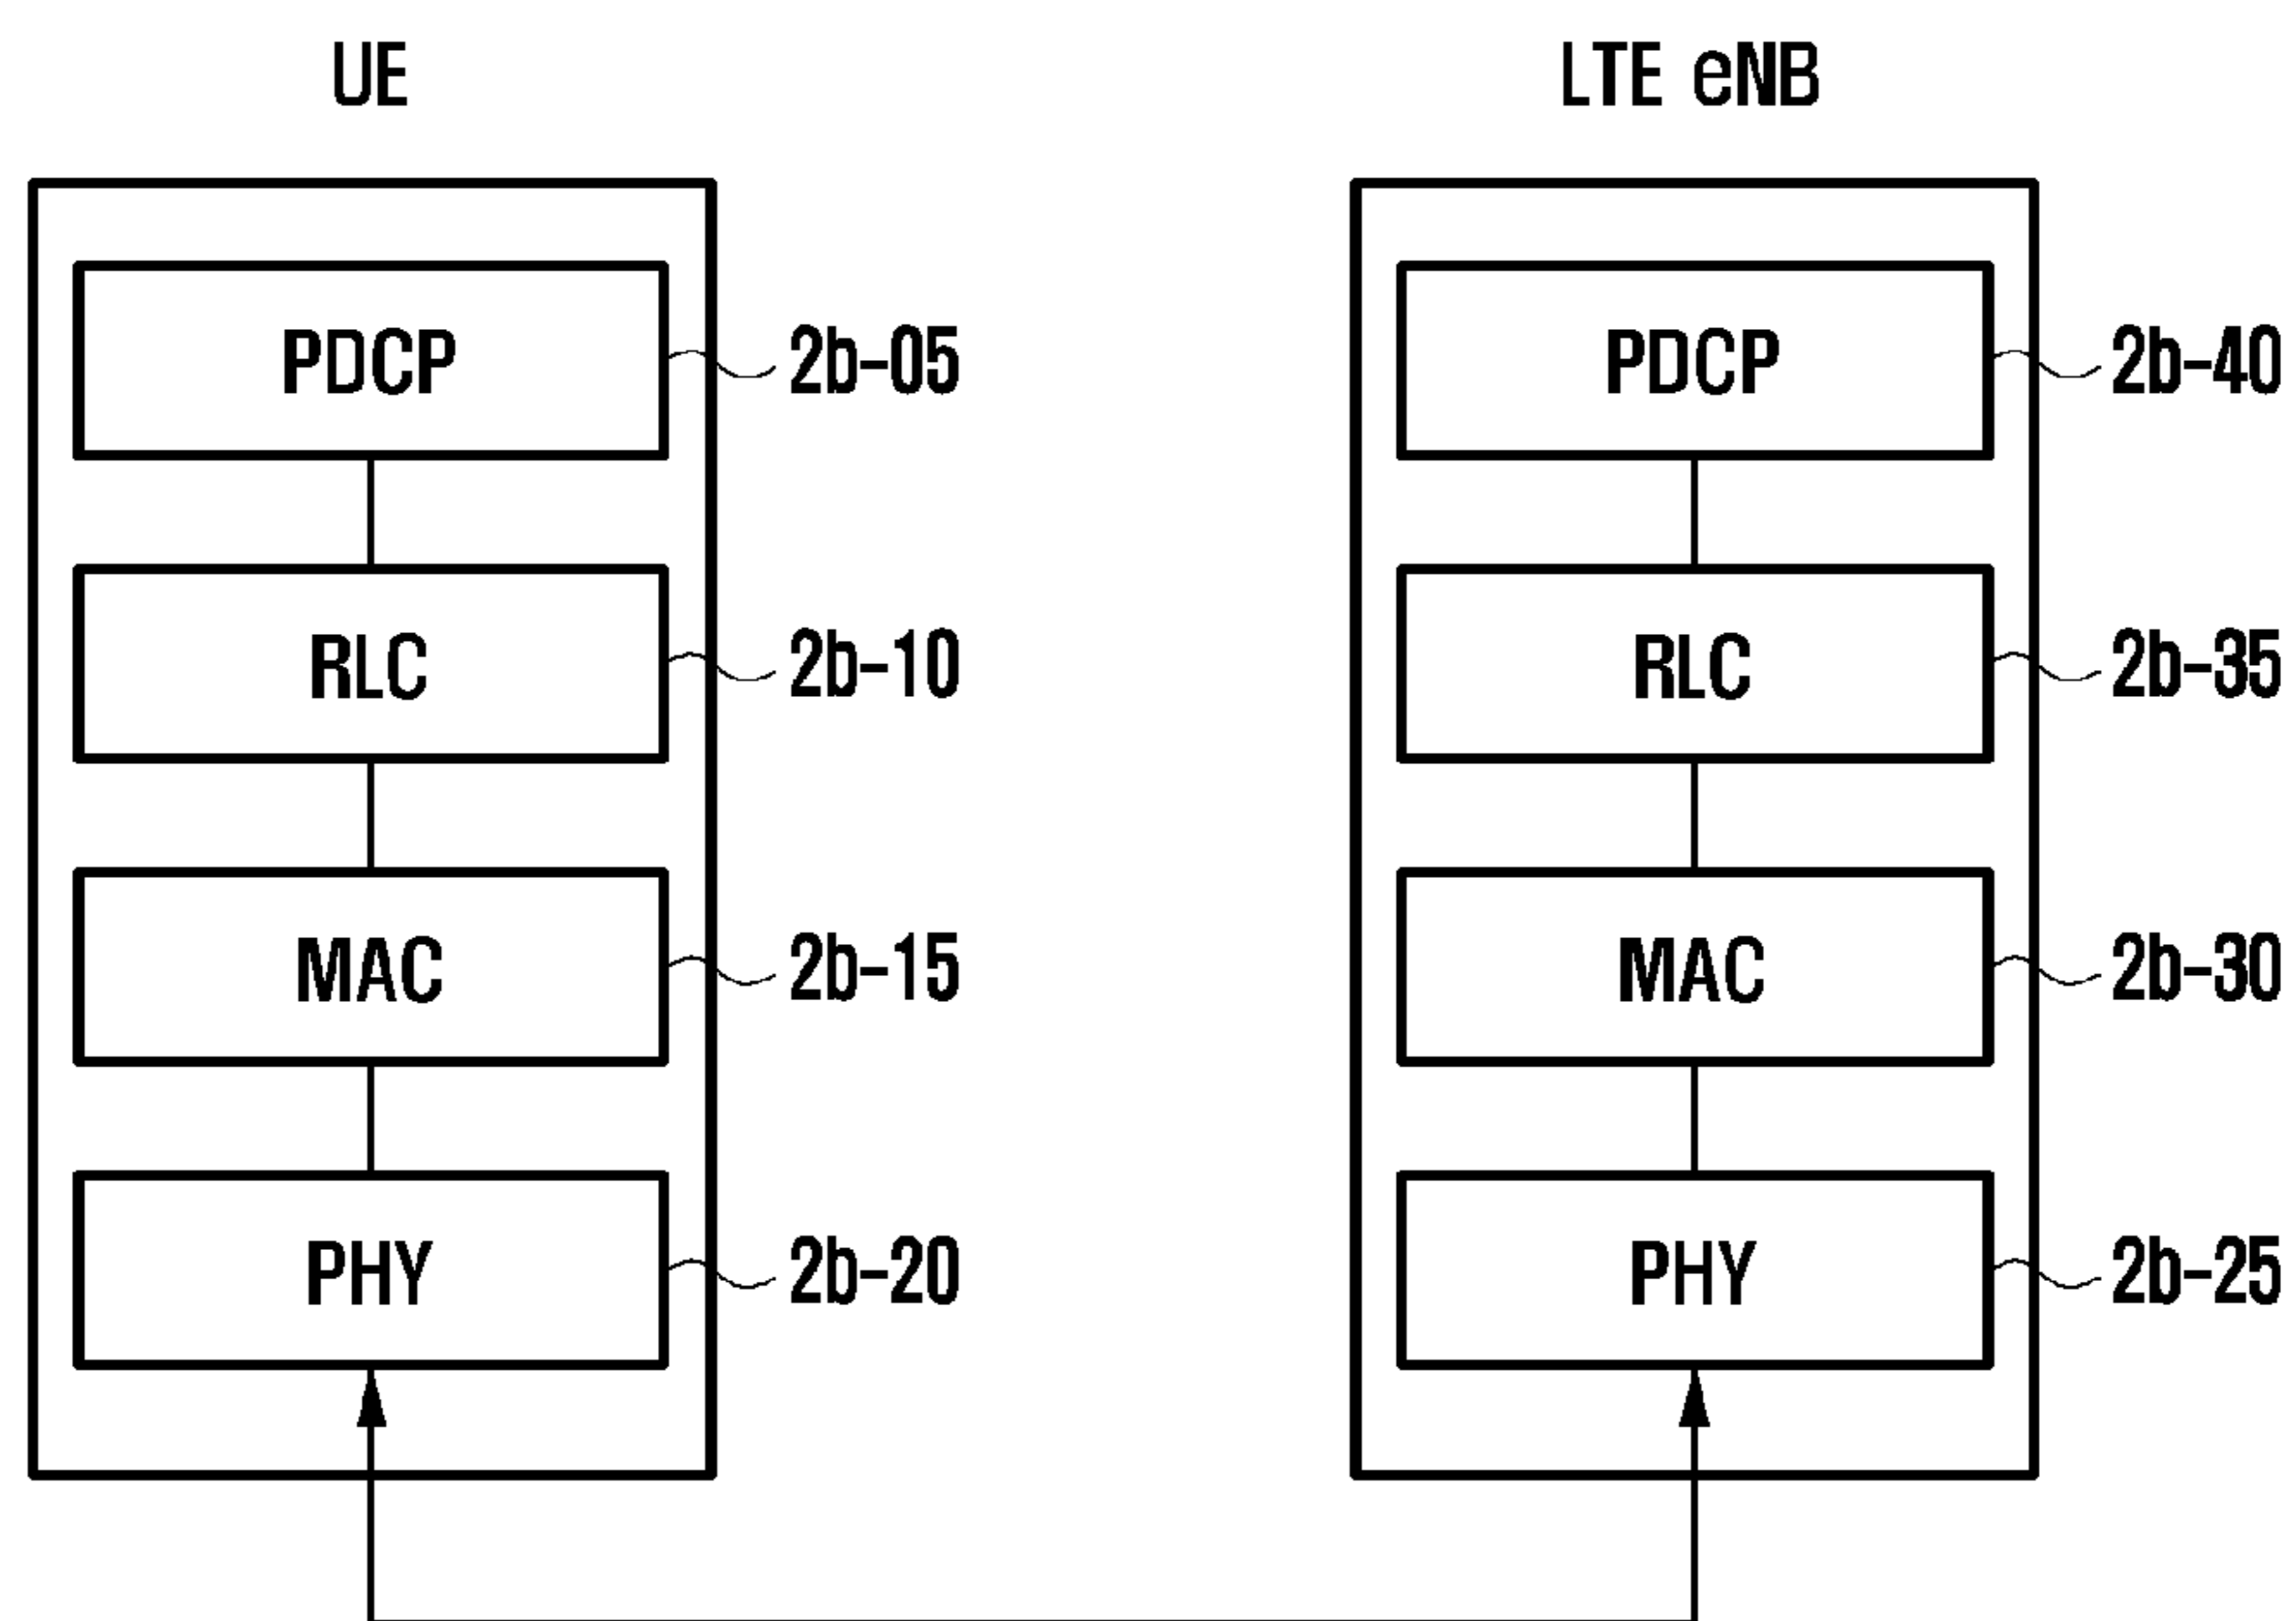 UE
LTE eNB
PDCP
2b-05
PDCP
2b-40
RLC
2b-10
RLC
2b-35
MAC
2b-15
MAC
2b-30
PHY
2b-20
PHY
2b-25